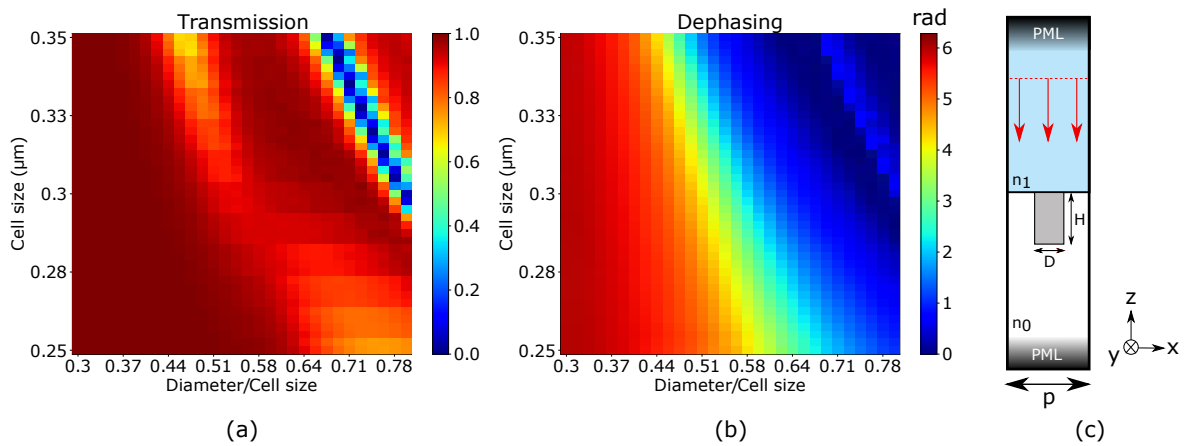 Transmission
Cell size (µm)
0.35
0.33
0.3
0.28
0.25
0.3 0.37 0.44 0.51 0.58 0.64 0.71 0.78
Diameter/Cell size
1.0
0.8
0.6
0.4
0.2
0.0
(a)
Dephasing
Cell size (µm)
0.35
0.33
0.3
0.28
0.25
0.3 0.37 0.44 0.51 0.58 0.64 0.71 0.78
Diameter/Cell size
rad
6
5
4
3
2
1
0
(b)
PML
n1
H
D
n0
PML
p
z
y
x
(c)